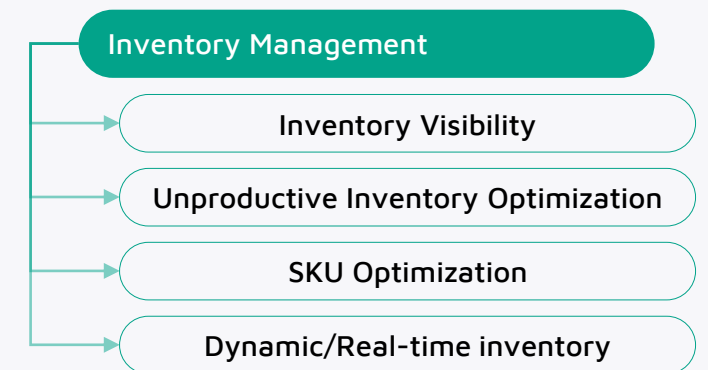 Inventory Management
Inventory Visibility
Unproductive Inventory Optimization
SKU Optimization
Dynamic/Real-time inventory